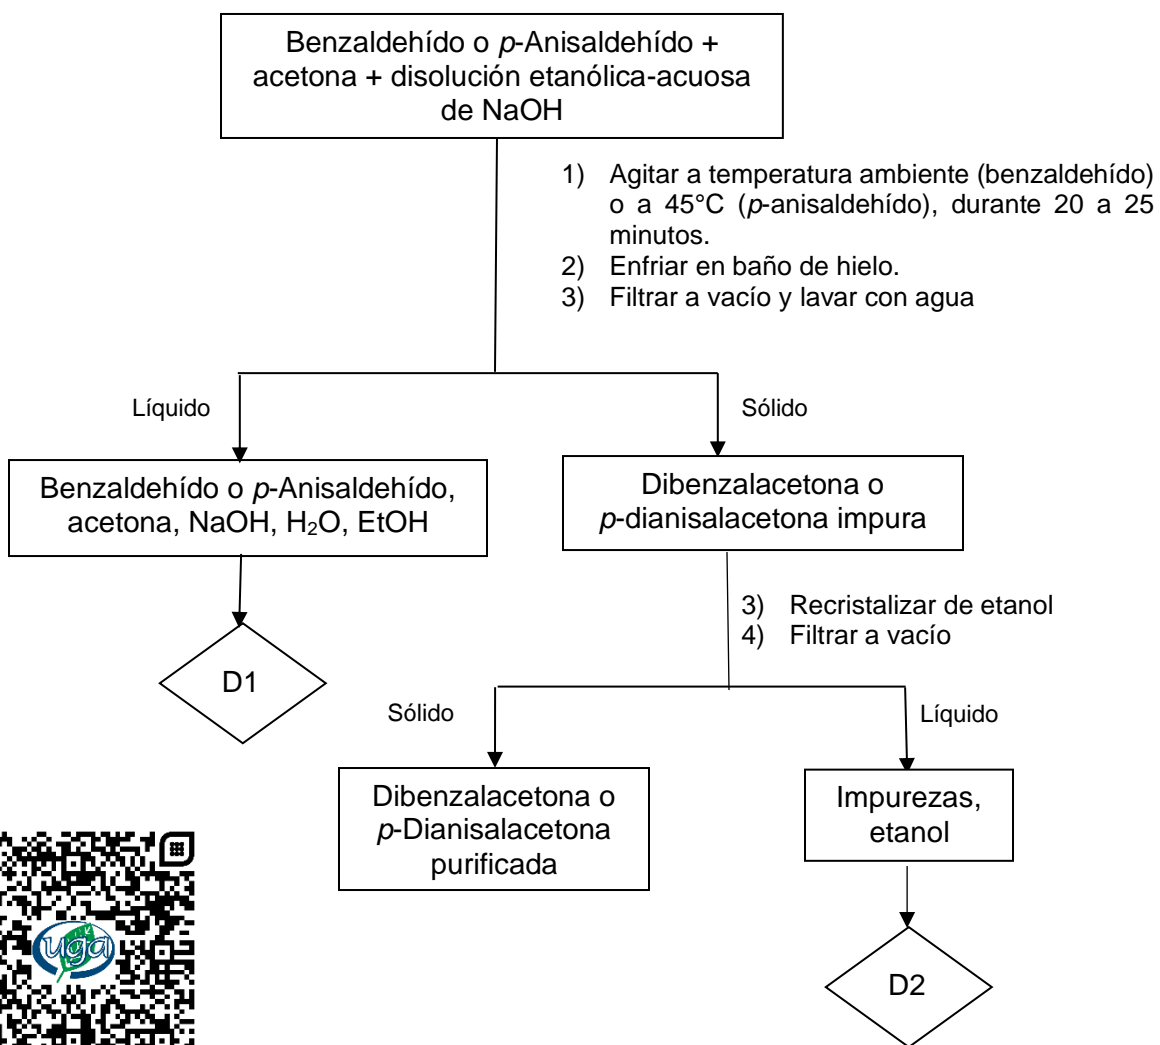 Benzaldehído o p-Anisaldehído +
acetona + disolución etanólica-acuosa
de NaOH
1) Agitar a temperatura ambiente (benzaldehído)
o a 45°C (p-anisaldehído), durante 20 a 25
minutos.
2) Enfriar en baño de hielo.
3) Filtrar a vacío y lavar con agua
Líquido
Sólido
Benzaldehído o p-Anisaldehído,
acetona, NaOH, H₂O, EtOH
Dibenzalacetona o
p-dianisalacetona impura
3) Recristalizar de etanol
4) Filtrar a vacío
D1
Sólido
Líquido
Dibenzalacetona o
p-Dianisalacetona
purificada
Impurezas,
etanol
uga
D2